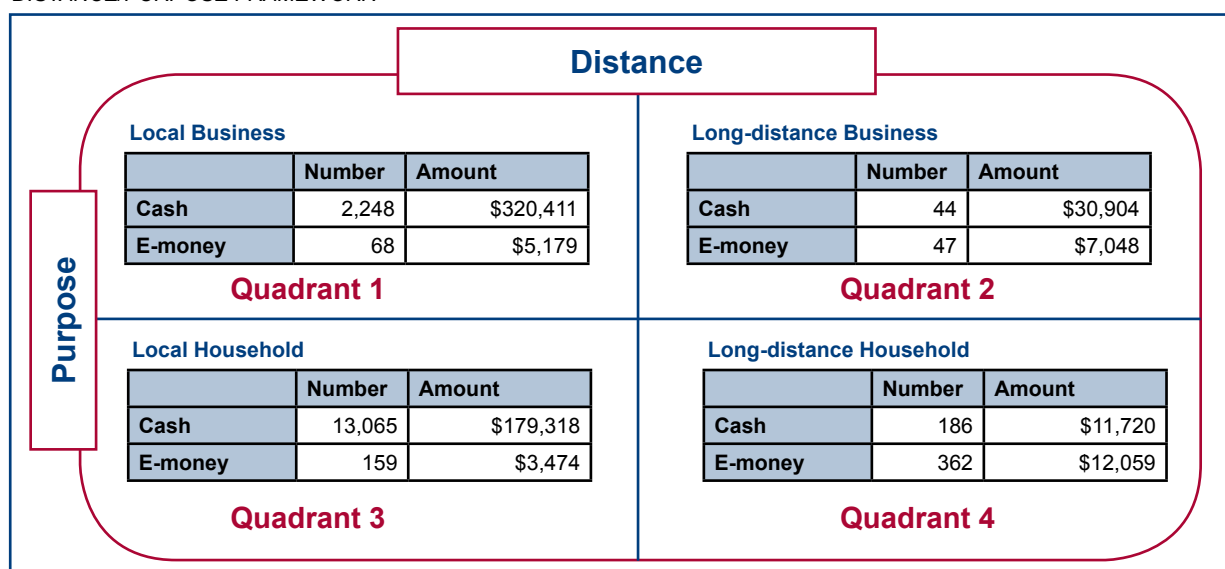 Distance
Purpose
Local Business
Number Amount
Cash 2,248 $320,411
E-money 68 $5,179
Quadrant 1
Long-distance Business
Number Amount
Cash 44 $30,904
E-money 47 $7,048
Quadrant 2
Local Household
Number Amount
Cash 13,065 $179,318
E-money 159 $3,474
Quadrant 3
Long-distance Household
Number Amount
Cash 186 $11,720
E-money 362 $12,059
Quadrant 4